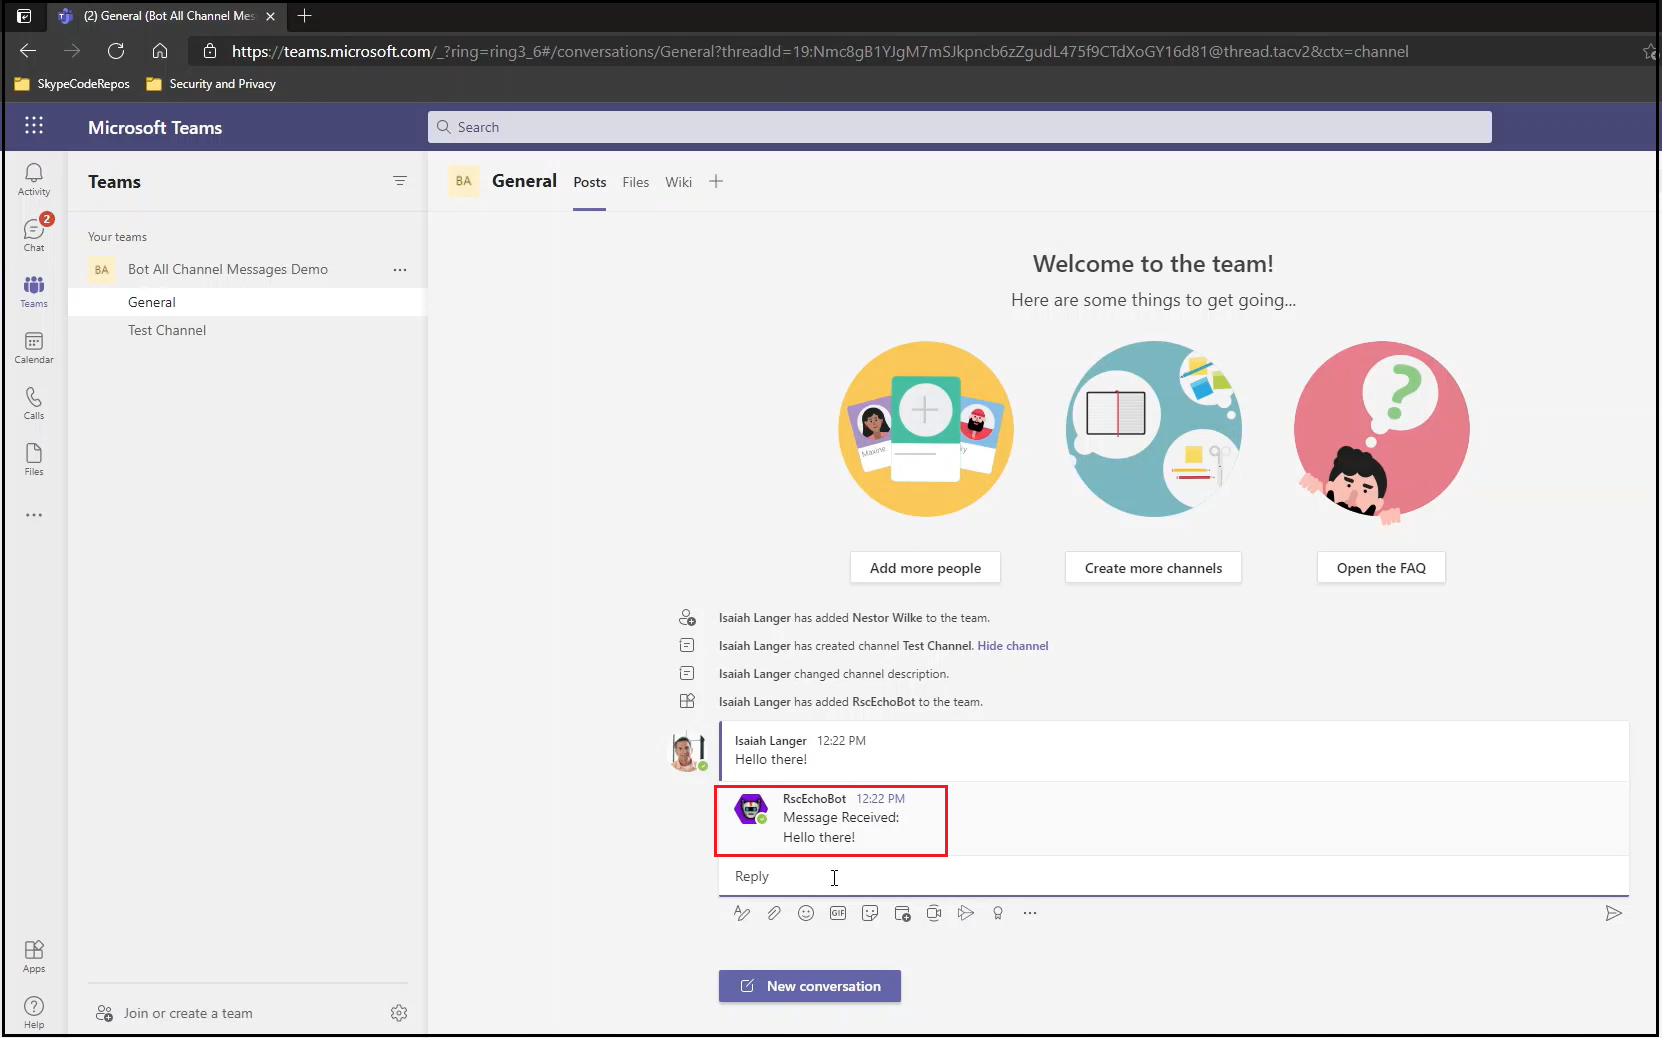 (2) General (Bot All Channel Mes
https://teams.microsoft.com/_?ring=ring3_6#/conversations/General?threadId=19:Nmc8gB1YJgM7mSJkpncb6zZgudL475f9CTdXoGY16d81@thread.tacv2&ctx=channel
SkypeCodeRepos Security and Privacy
Microsoft Teams
Search
Activity
2
Chat
Teams
Calendar
Calls
Files
Apps
Help
Teams
Your teams
BA Bot All Channel Messages Demo
General
Test Channel
Join or create a team
BA General Posts Files Wiki
Welcome to the team!
Here are some things to get going...
Maxine
ky
Add more people Create more channels Open the FAQ
Isaiah Langer has added Nestor Wilke to the team.
Isaiah Langer has created channel Test Channel. Hide channel
Isaiah Langer changed channel description.
Isaiah Langer has added RscEchoBot to the team.
Isaiah Langer 12:22 PM
Hello there!
RscEchoBot 12:22 PM
Message Received:
Hello there!
Reply
GIF
New conversation